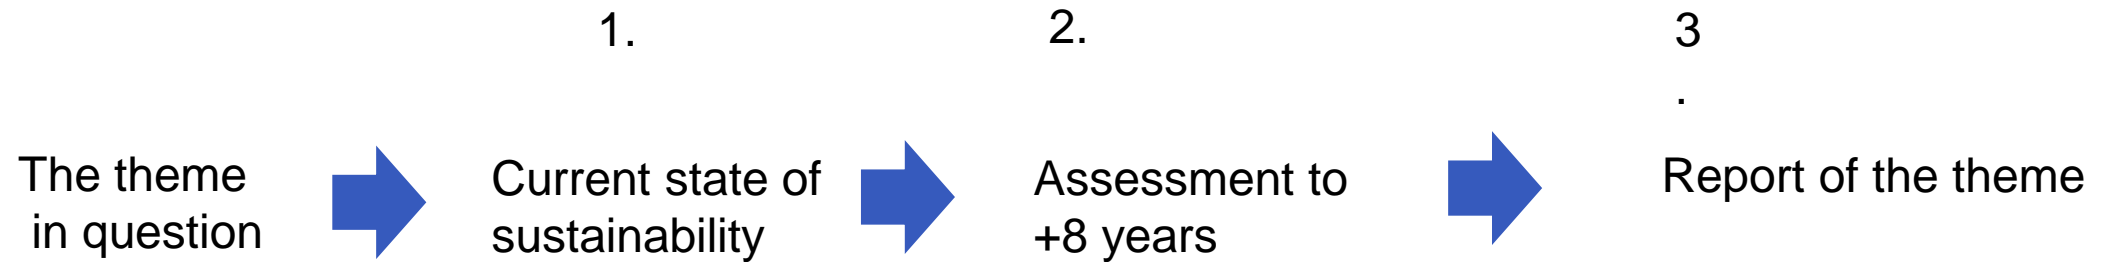 1.
2.
3
.
The theme
in question
Current state of
sustainability
Assessment to
+8 years
Report of the theme